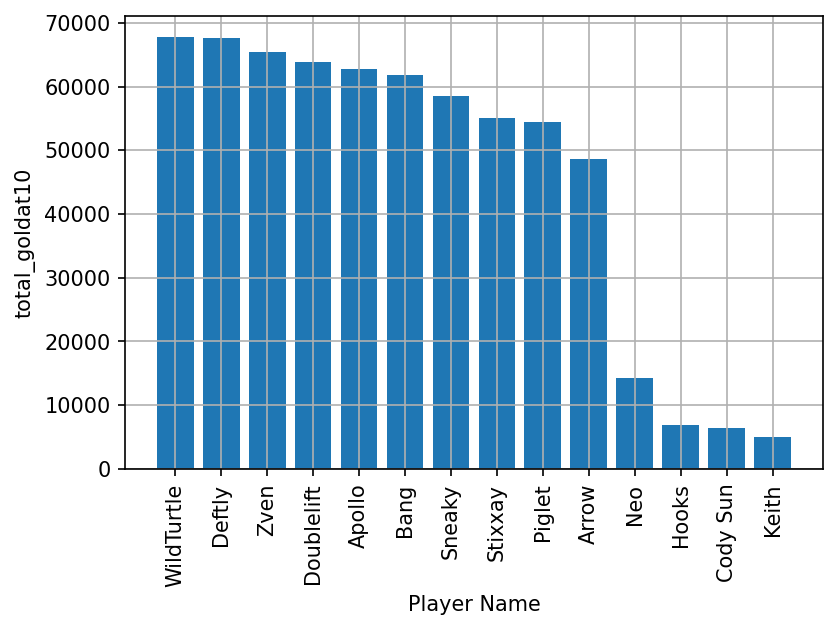 70000
60000
50000
40000
30000
20000
10000
0
total_goldat10
WildTurtle
Deftly
Zven
Doublelift
Apollo
Bang
Sneaky
Stixxay
Piglet
Arrow
Neo
Hooks
Cody Sun
Keith
Player Name